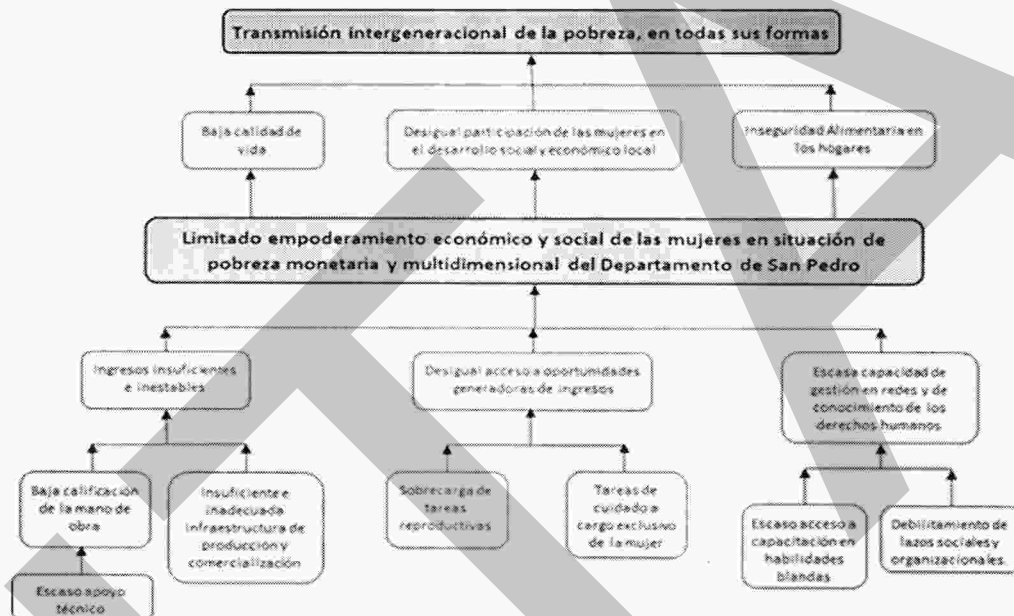 Transmisión intergeneracional de la pobreza, en todas sus formas
Baja calidad de
vida
Desigual participación de las mujeres en
el desarrollo social y económico local
Inseguridad Alimentaria en
los hogares
Limitado empoderamiento económico y social de las mujeres en situación de
pobreza monetaria y multidimensional del Departamento de San Pedro
Ingresos insuficientes
e inestables
Desigual acceso a oportunidades
generadoras de ingresos
Escasa capacidad de
gestión en redes y de
conocimiento de los
derechos humanos
Baja calificación
de la mano de
obra
Insuficiente e
inadecuada
infraestructura de
producción y
comercialización
Sobrecarga de
tareas
reproductivas
Tareas de
cuidado a
cargo exclusivo
de la mujer
Escaso acceso a
capacitación en
habilidades
blandas
Debilitamiento de
lazos sociales y
organizacionales.
Escaso apoyo
técnico